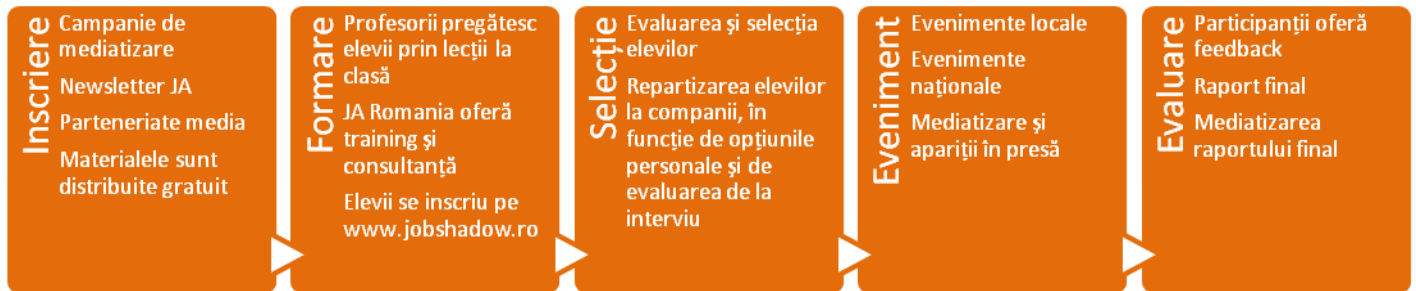 Inscriere
Campanie de
mediatizare
Newsletter JA
Parteneriate media
Materialele sunt
distribuite gratuit
Formare
Profesorii pregătesc
elevii prin lecții la
clasă
JA Romania oferă
training și
consultanță
Elevii se inscriu pe
www.jobshadow.ro
Selecție
Evaluarea și selecția
elevilor
Repartizarea elevilor
la companii, în
funcție de opțiunile
personale și de
evaluarea de la
interviu
Eveniment
Evenimente locale
Evenimente
naționale
Mediatizare și
apariții în presă
Evaluare
Participanții oferă
feedback
Raport final
Mediatizarea
raportului final